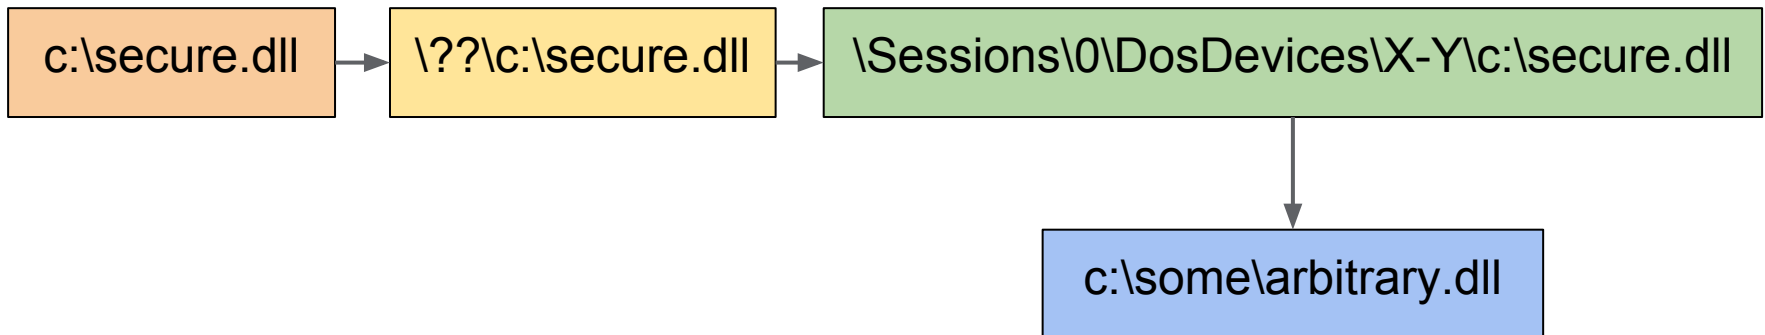 c:\secure.dll
\??\c:\secure.dll
\Sessions\0\DosDevices\X-Y\c:\secure.dll
c:\some\arbitrary.dll